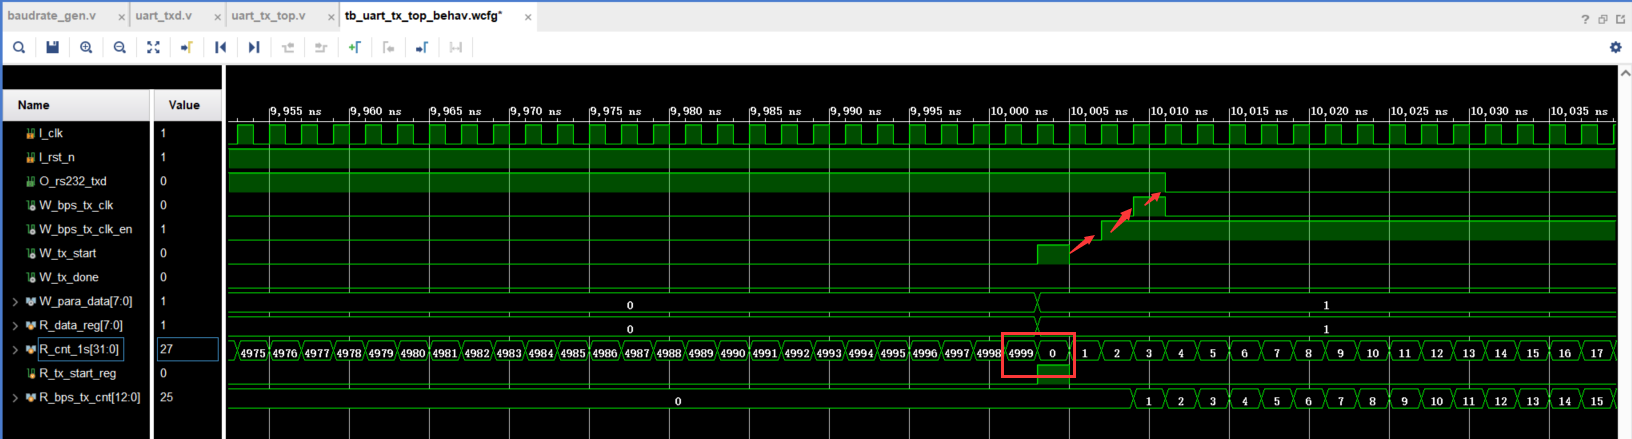 baudrate_gen.v × uart_txd.v × uart_tx_top.v × tb_uart_tx_top_behav.wcfg* ×
Name Value
9,955 ns 9,960 ns 9,965 ns 9,970 ns 9,975 ns 9,980 ns 9,985 ns 9,990 ns 9,995 ns 10,000 ns 10,005 ns 10,010 ns 10,015 ns 10,020 ns 10,025 ns 10,030 ns 10,035 ns
I_clk 1
I_rst_n 1
O_rs232_txd 0
W_bps_tx_clk 0
W_bps_tx_clk_en 1
W_tx_start 0
W_tx_done 0
W_para_data[7:0] 1 0 1
R_data_reg[7:0] 1 0 1
R_cnt_1s[31:0] 27 4975 4976 4977 4978 4979 4980 4981 4982 4983 4984 4985 4986 4987 4988 4989 4990 4991 4992 4993 4994 4995 4996 4997 4998 4999 0 1 2 3 4 5 6 7 8 9 10 11 12 13 14 15 16 17
R_tx_start_reg 0
R_bps_tx_cnt[12:0] 25 0 1 2 3 4 5 6 7 8 9 10 11 12 13 14 15